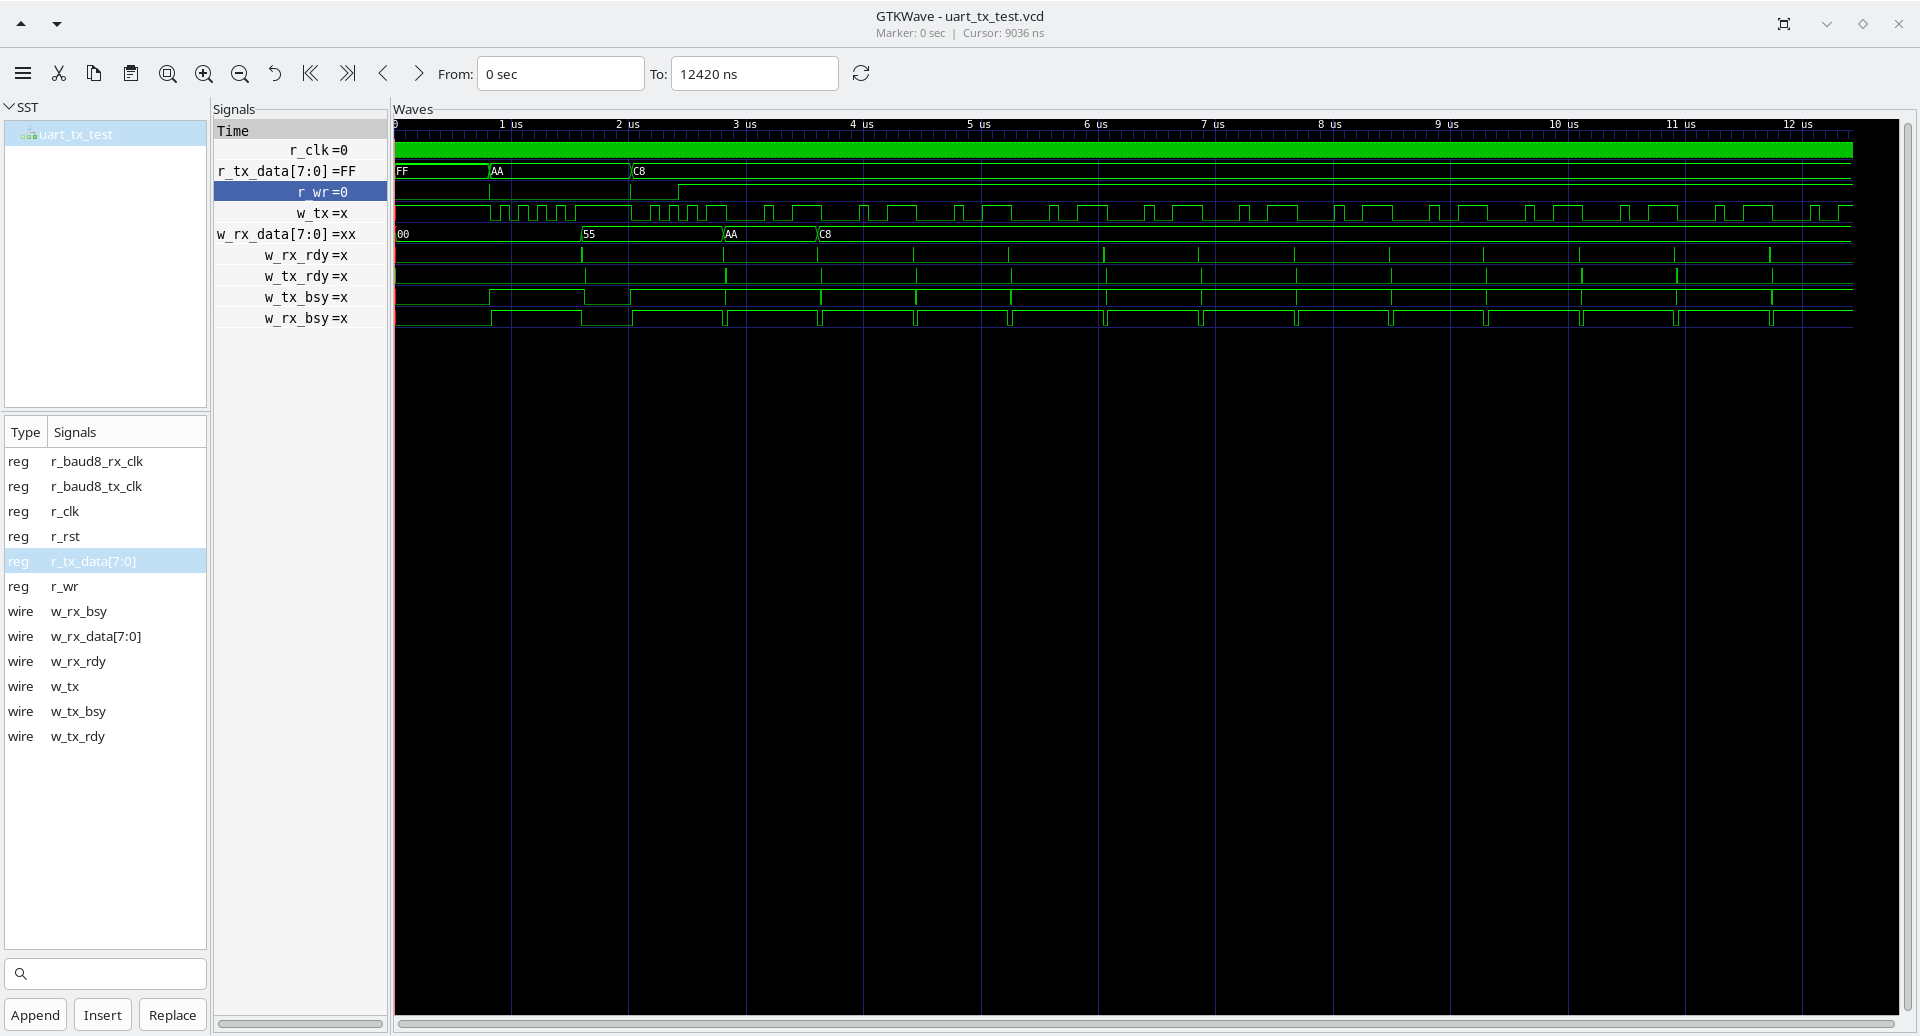 GTKWave - uart_tx_test.vcd
Marker: 0 sec | Cursor: 9036 ns
From: 0 sec To: 12420 ns
SST
uart_tx_test
Type Signals
reg r_baud8_rx_clk
reg r_baud8_tx_clk
reg r_clk
reg r_rst
reg r_tx_data[7:0]
reg r_wr
wire w_rx_bsy
wire w_rx_data[7:0]
wire w_rx_rdy
wire w_tx
wire w_tx_bsy
wire w_tx_rdy
Append Insert Replace
Signals
Time
r_clk=0
r_tx_data[7:0]=FF
r_wr=0
w_tx=x
w_rx_data[7:0]=xx
w_rx_rdy=x
w_tx_rdy=x
w_tx_bsy=x
w_rx_bsy=x
Waves
0 1 us 2 us 3 us 4 us 5 us 6 us 7 us 8 us 9 us 10 us 11 us 12 us
FF AA C8
00 55 AA C8